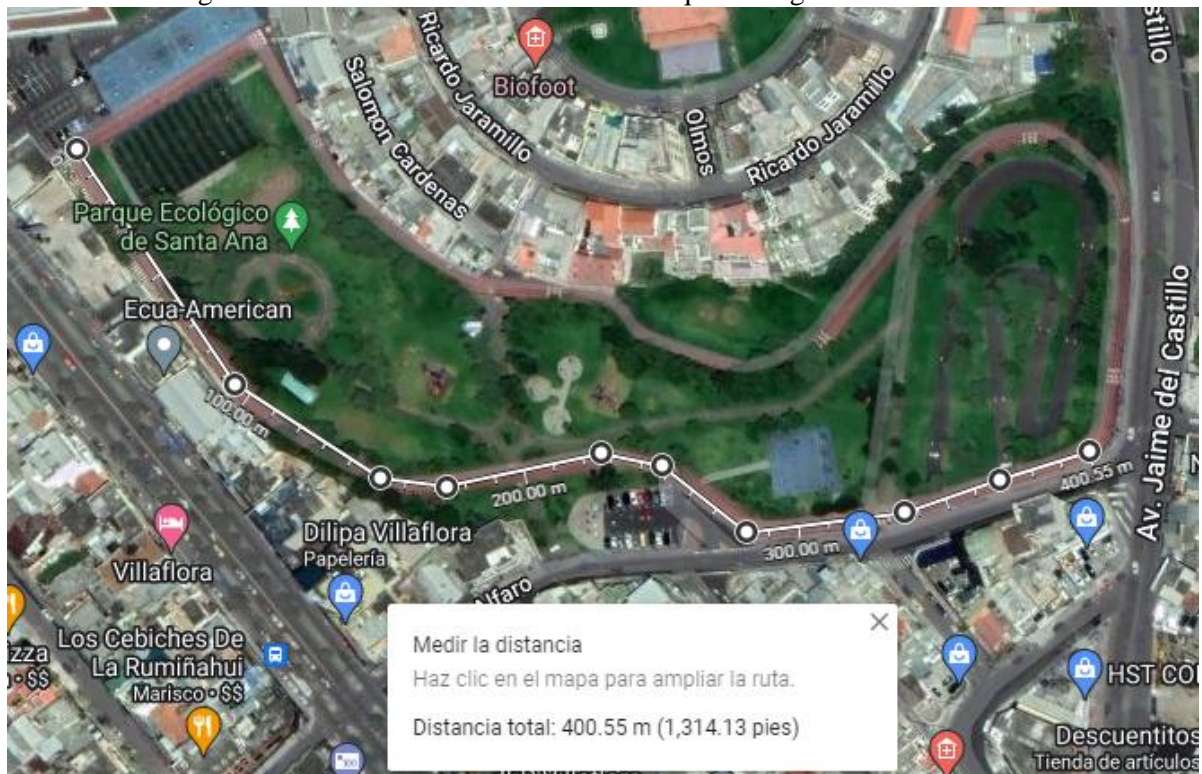 Ricardo Jaramillo
Biofoot
Salomon Cardenas
Olmos
Ricardo Jaramillo
stillo
Parque Ecológico
de Santa Ana
Ecua-American
100.00 m
200.00 m
300.00 m
400.55 m
Av. Jaime del Castillo
Villaflora
Dilipa Villaflora
Papelería
Alfaro
izza
$$
Los Cebiches De
La Rumiñahui
Marisco • $$
Medir la distancia
Haz clic en el mapa para ampliar la ruta.
Distancia total: 400.55 m (1,314.13 pies)
HST CO
Descuentitos
Tienda de artículos